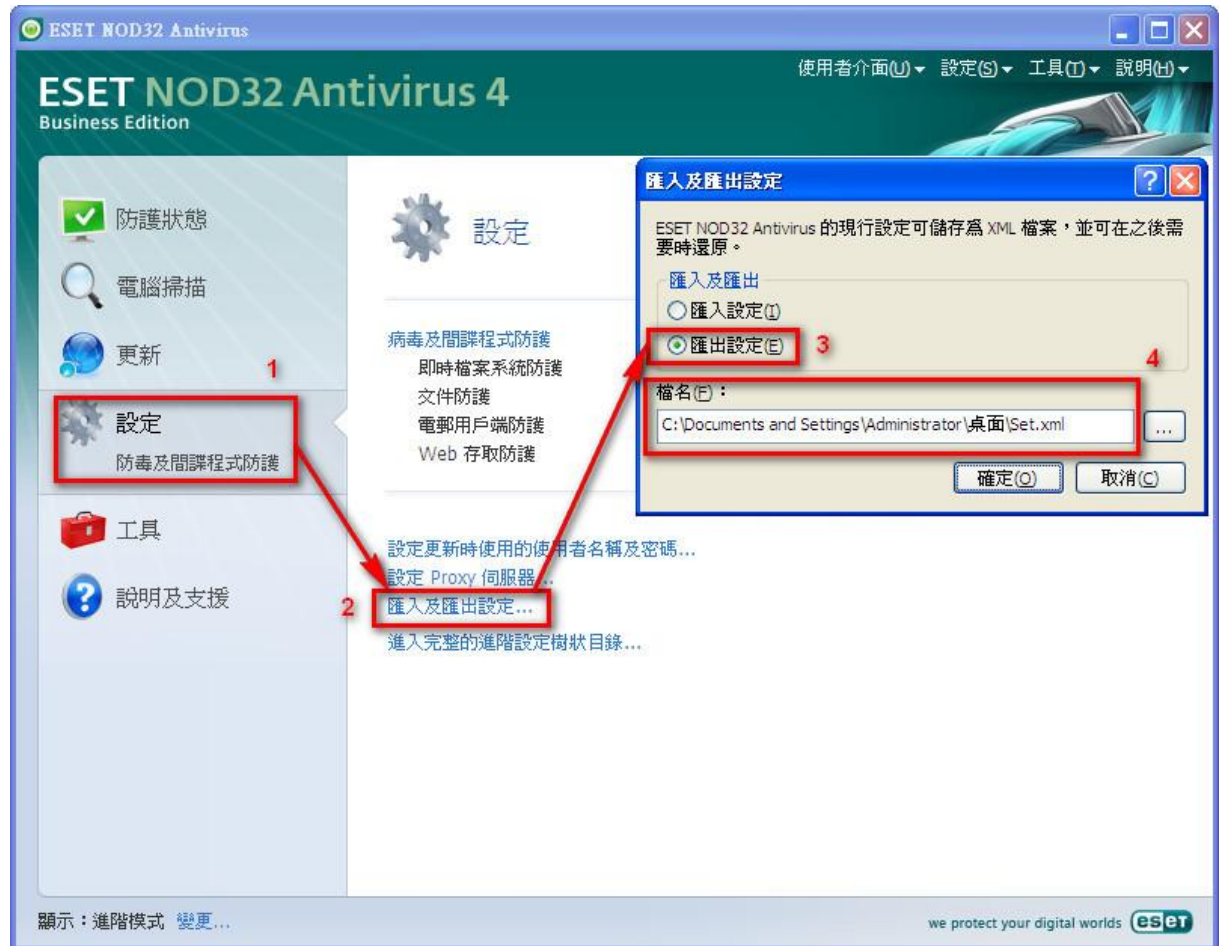 ESET NOD32 Antivirus
使用者介面(U) 設定(S) 工具(T) 說明(H)
ESET NOD32 Antivirus 4
Business Edition
防護狀態
電腦掃描
更新
1
設定
防毒及間諜程式防護
工具
說明及支援
設定
病毒及間諜程式防護
即時檔案系統防護
文件防護
電郵用戶端防護
Web 存取防護
設定更新時使用的使用者名稱及密碼...
設定 Proxy 伺服器...
2
匯入及匯出設定...
進入完整的進階設定樹狀目錄...
匯入及匯出設定
ESET NOD32 Antivirus 的現行設定可儲存為 XML 檔案，並可在之後需
要時還原。
匯入及匯出
匯入設定(I)
匯出設定(E)
3
4
檔名(F)：
C:\Documents and Settings\Administrator\桌面\Set.xml
...
確定(O) 取消(C)
顯示：進階模式 變更...
we protect your digital worlds eset